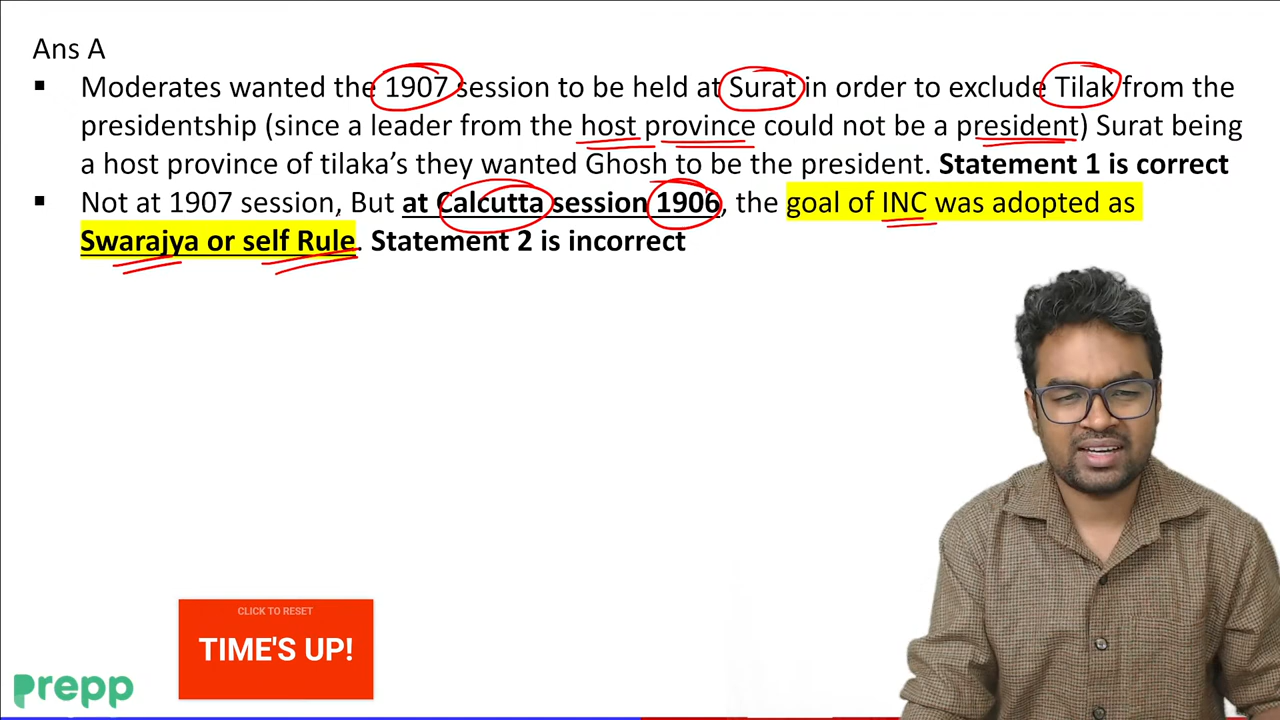 Ans A
▪ Moderates wanted the 1907 session to be held at Surat in order to exclude Tilak from the
presidentship (since a leader from the host province could not be a president) Surat being
a host province of tilaka's they wanted Ghosh to be the president. Statement 1 is correct
▪ Not at 1907 session, But at Calcutta session 1906, the goal of INC was adopted as
Swarajya or self Rule. Statement 2 is incorrect
CLICK TO RESET
TIME'S UP!
prepp